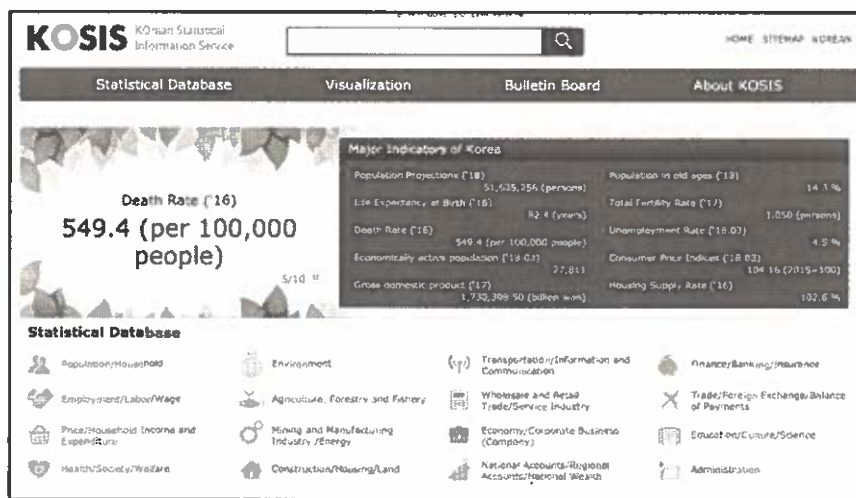 KOSIS KOrean Statistical
Information Service
HOME SITEMAP KOREAN
Statistical Database Visualization Bulletin Board About KOSIS
Death Rate ('16)
549.4 (per 100,000
people)
5/10
Major Indicators of Korea
Population Projections ('18)
51,635,256 (persons)
Life Expectancy at Birth ('16)
82.4 (years)
Death Rate ('16)
549.4 (per 100,000 people)
Economically active population ('18.03)
27,811
Gross domestic product ('17)
1,730,398.50 (billion won)
Population in old ages ('18)
14.3 %
Total Fertility Rate ('17)
1.050 (persons)
Unemployment Rate ('18.03)
4.5 %
Consumer Price Indices ('18.03)
104.16 (2015=100)
Housing Supply Rate ('16)
102.6 %
Statistical Database
Population/Household
Environment
Transportation/Information and
Communication
Finance/Banking/Insurance
Employment/Labor/Wage
Agriculture, Forestry and Fishery
Wholesale and Retail
Trade/Service Industry
Trade/Foreign Exchange/Balance
of Payments
Price/Household Income and
Expenditure
Mining and Manufacturing
Industry /Energy
Economy/Corporate Business
(Company)
Education/Culture/Science
Health/Society/Welfare
Construction/Housing/Land
National Accounts/Regional
Accounts/National Wealth
Administration